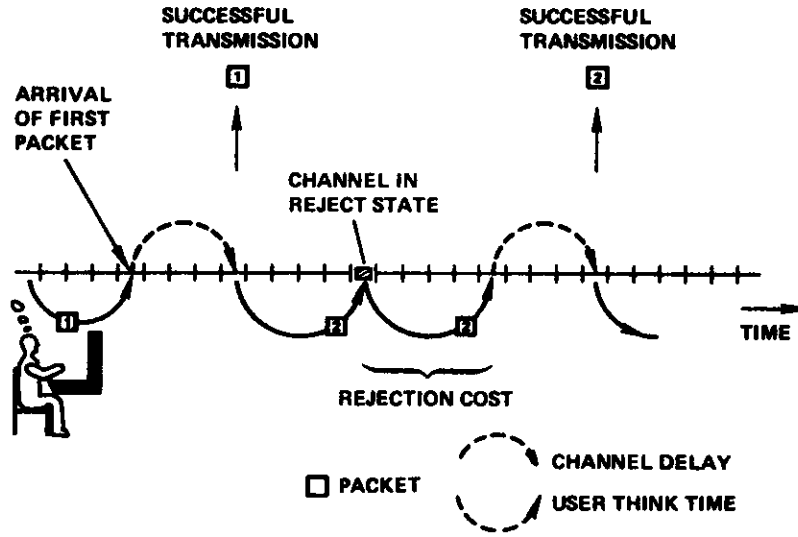 SUCCESSFUL
TRANSMISSION
1
SUCCESSFUL
TRANSMISSION
2
ARRIVAL
OF FIRST
PACKET
CHANNEL IN
REJECT STATE
1
2
2
TIME
REJECTION COST
PACKET
CHANNEL DELAY
USER THINK TIME